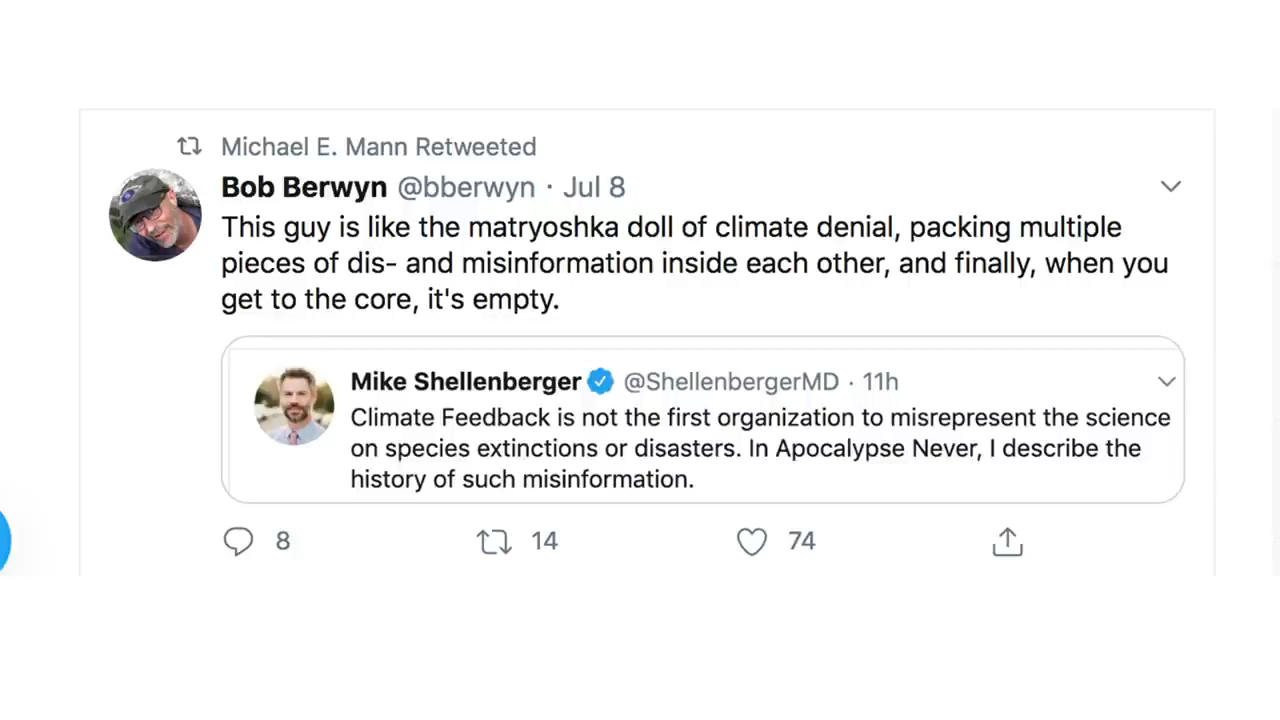 Michael E. Mann Retweeted
Bob Berwyn @bberwyn · Jul 8
This guy is like the matryoshka doll of climate denial, packing multiple
pieces of dis- and misinformation inside each other, and finally, when you
get to the core, it's empty.
Mike Shellenberger @ShellenbergerMD · 11h
Climate Feedback is not the first organization to misrepresent the science
on species extinctions or disasters. In Apocalypse Never, I describe the
history of such misinformation.
8 14 74